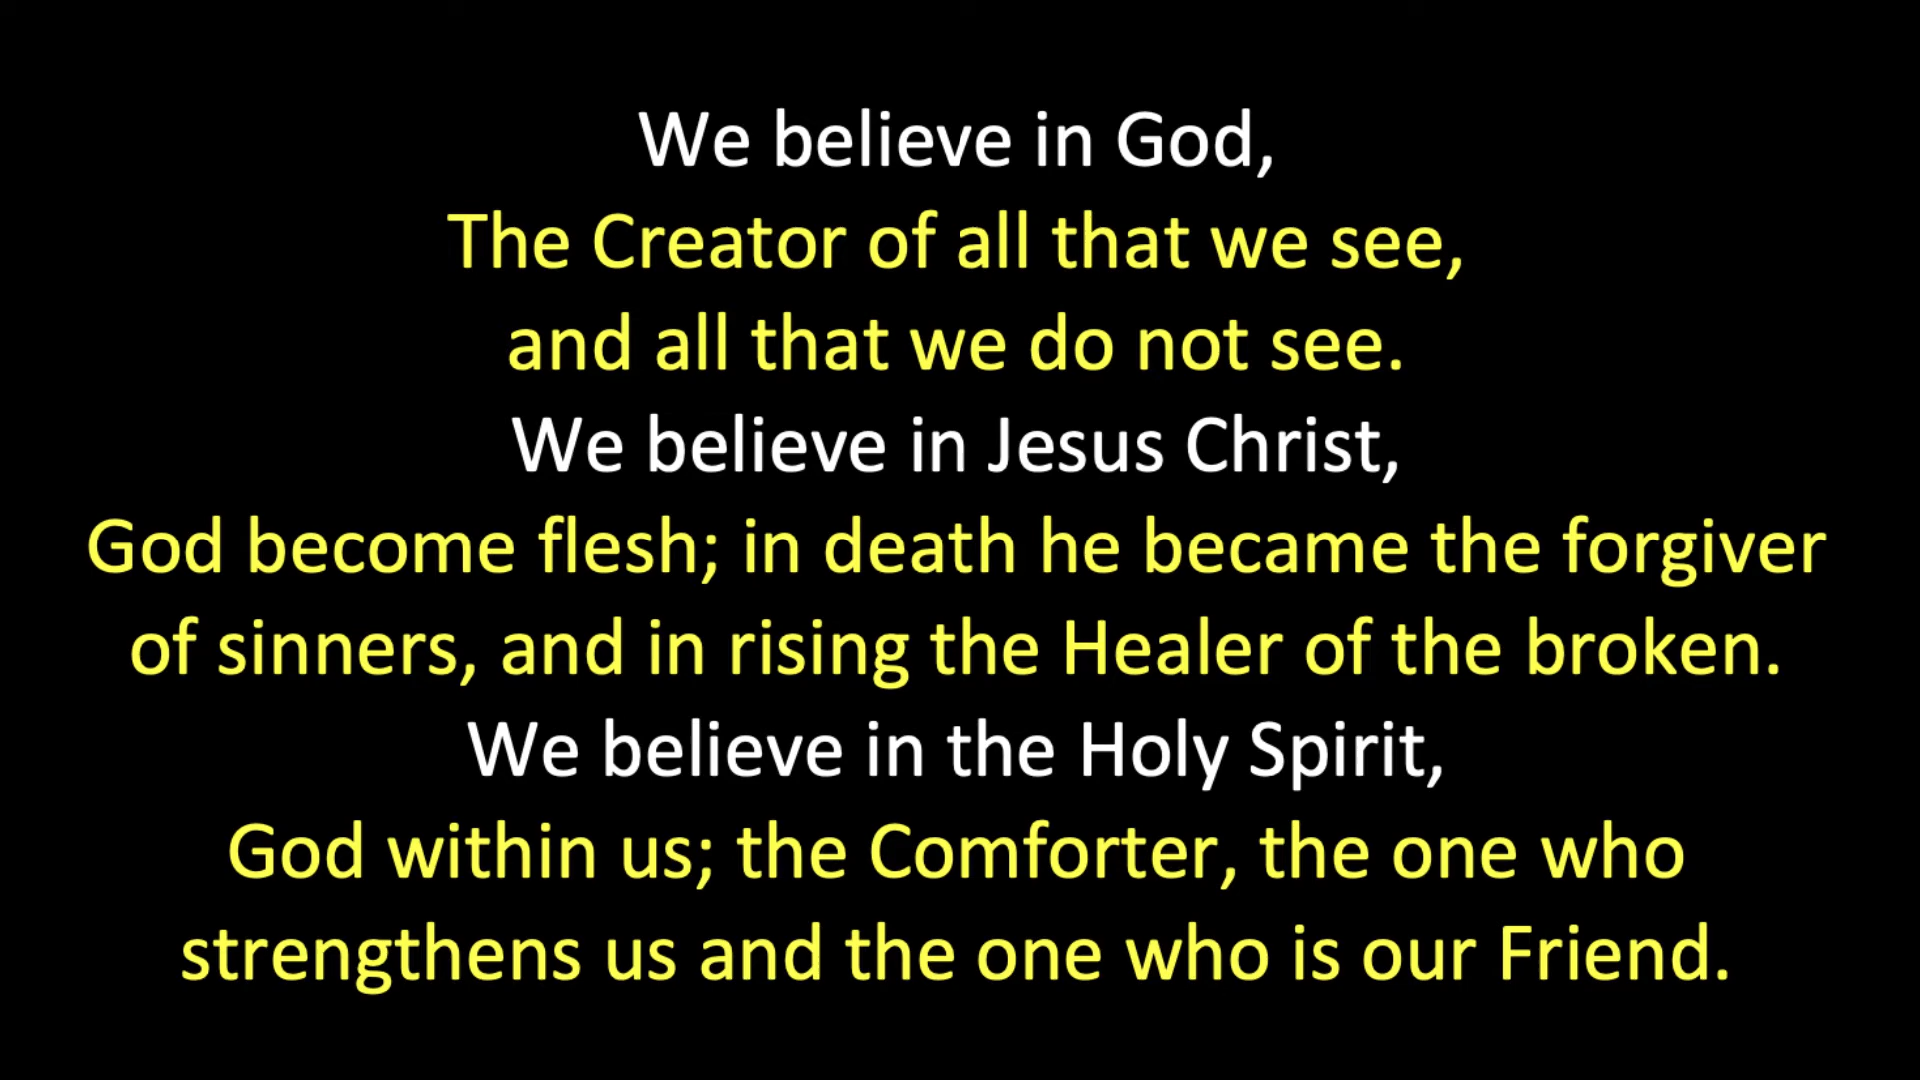 We believe in God,
The Creator of all that we see,
and all that we do not see.
We believe in Jesus Christ,
God become flesh; in death he became the forgiver
of sinners, and in rising the Healer of the broken.
We believe in the Holy Spirit,
God within us; the Comforter, the one who
strengthens us and the one who is our Friend.